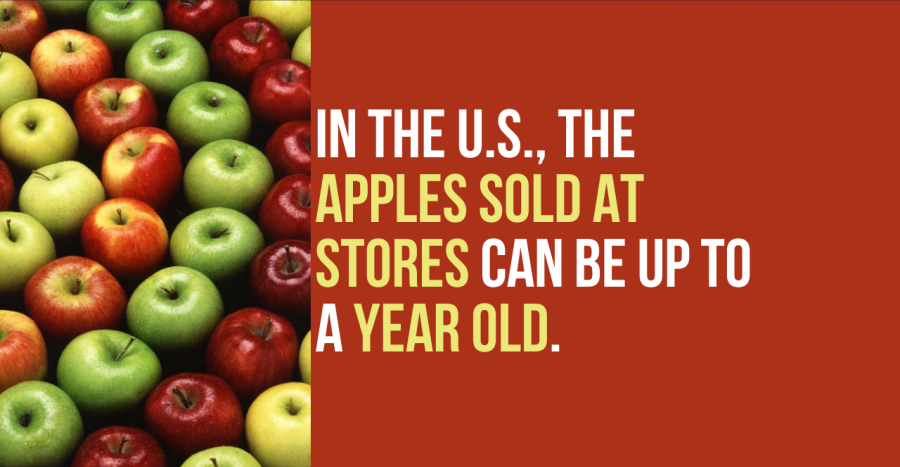 IN THE U.S., THE
APPLES SOLD AT
STORES CAN BE UP TO
A YEAR OLD.